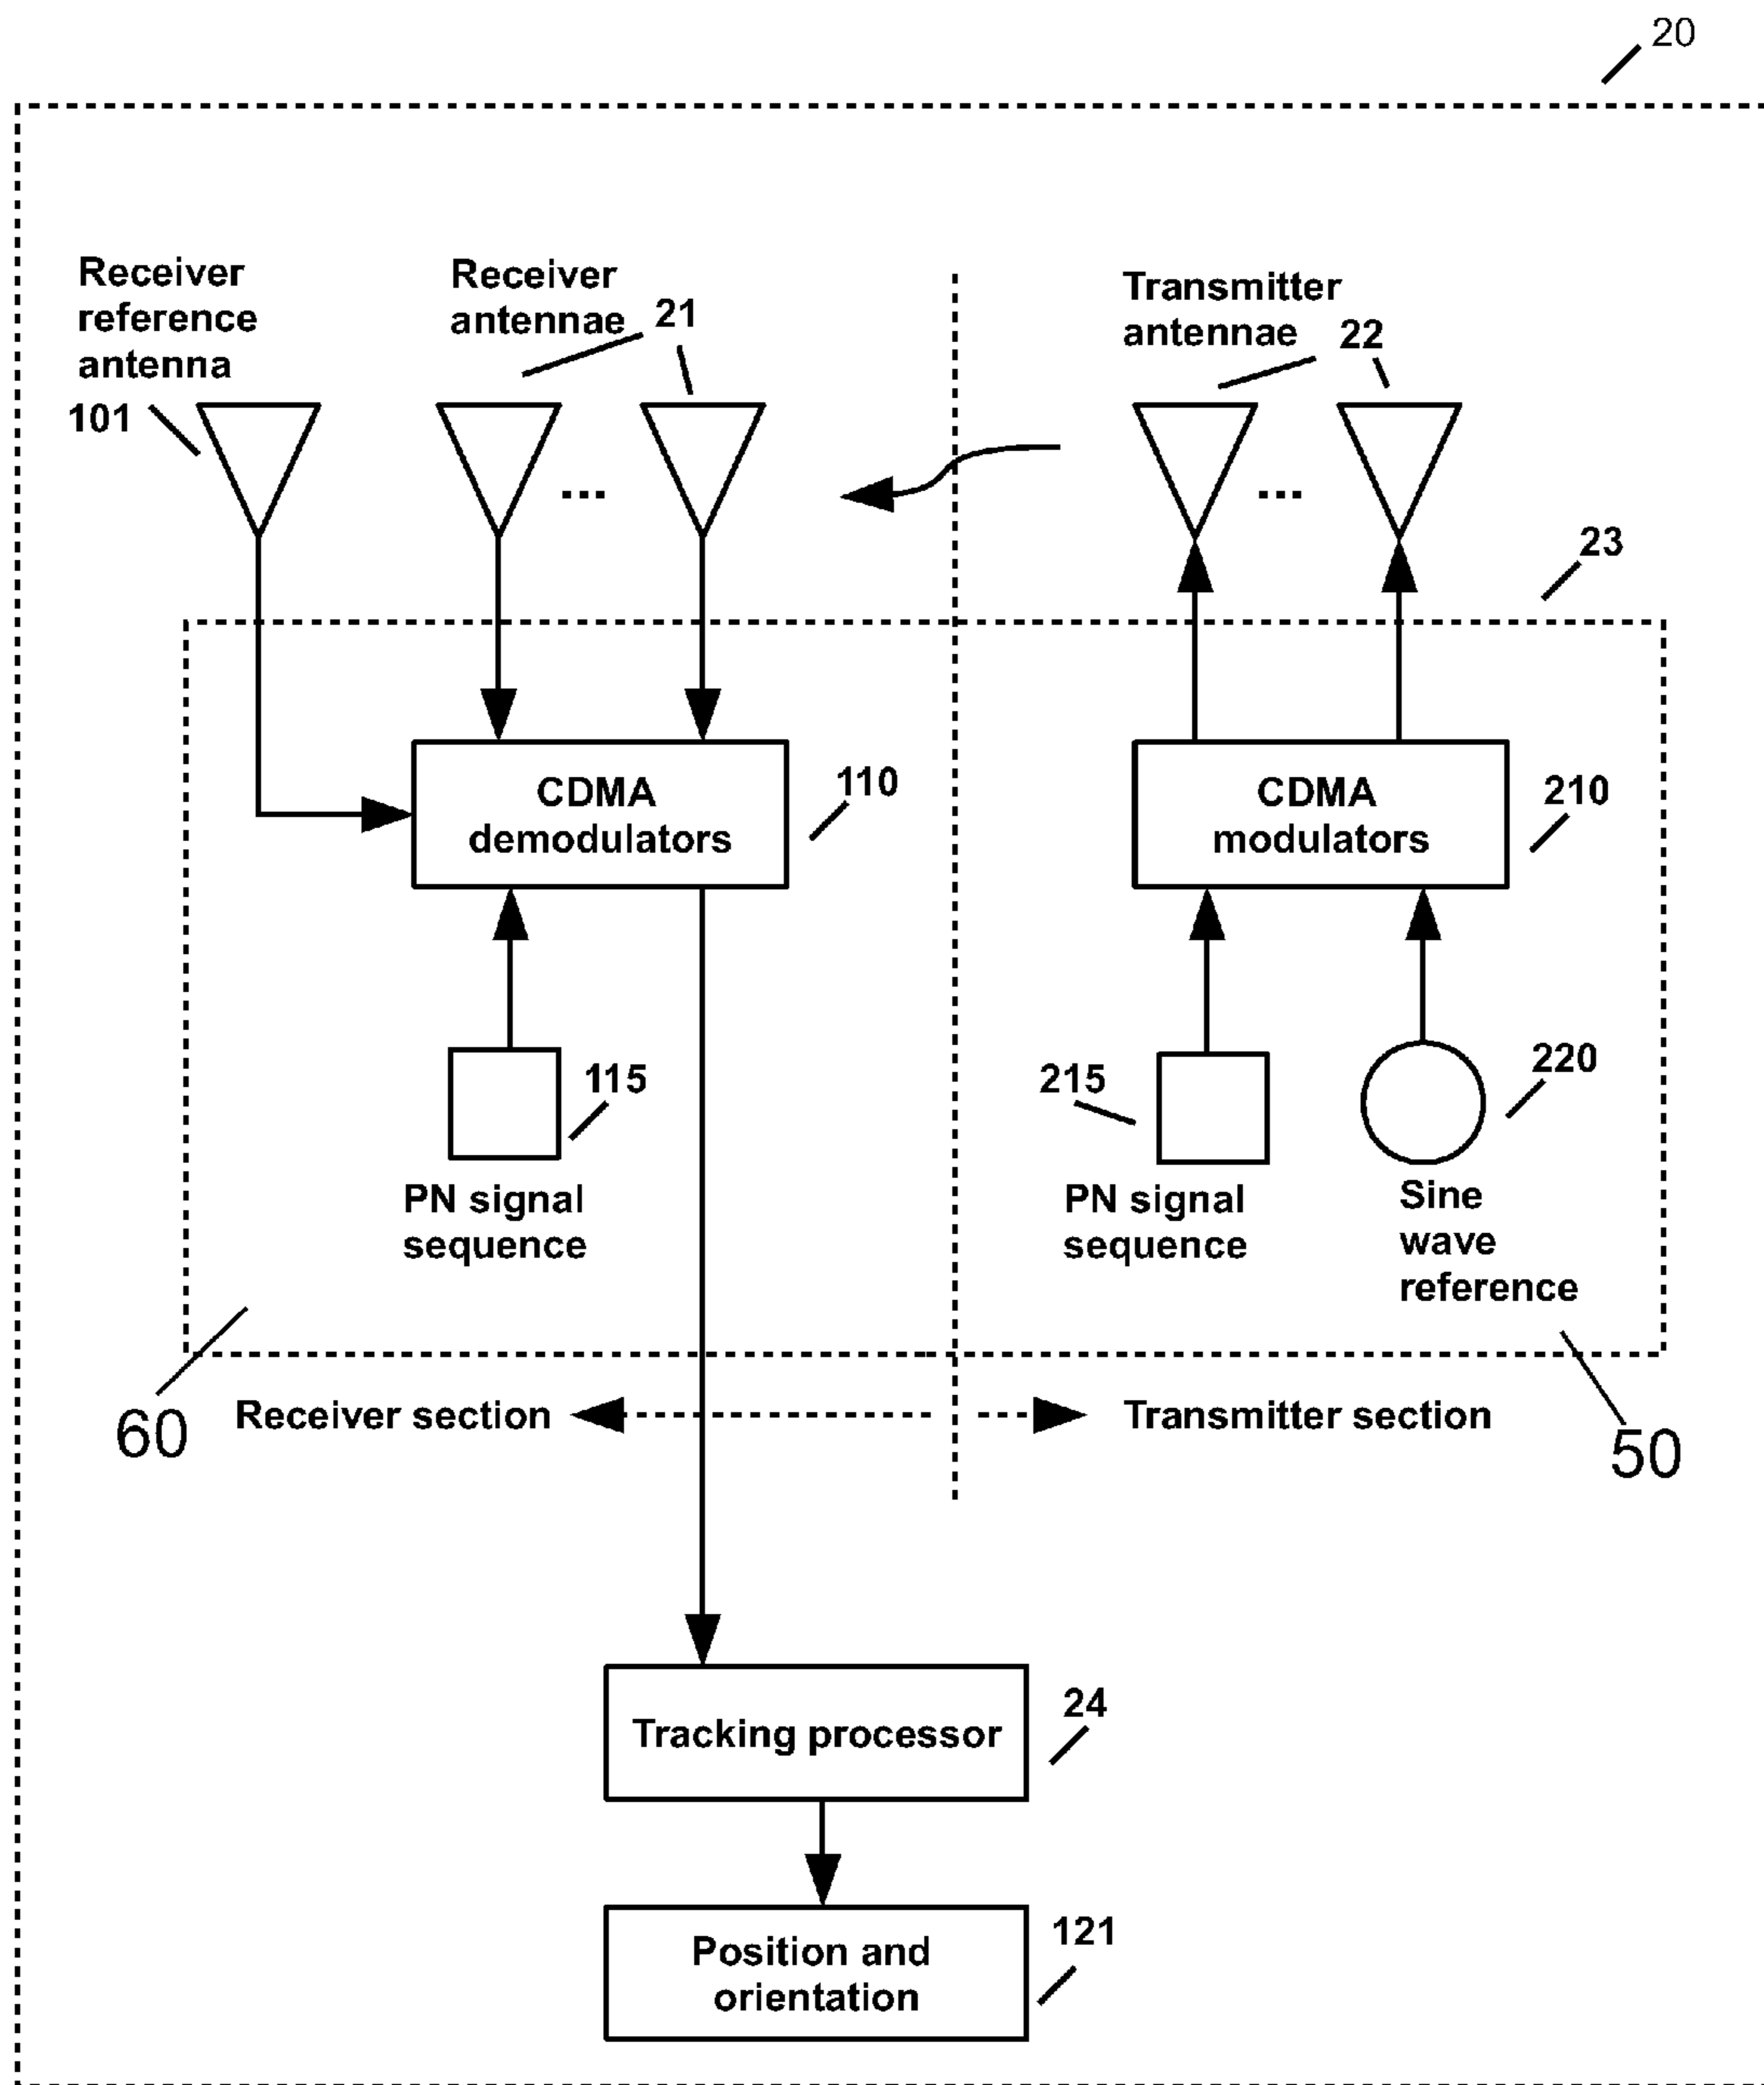 20
Receiver
reference
antenna
101
Receiver
antennae 21
Transmitter
antennae 22
...
...
23
CDMA
demodulators
110
CDMA
modulators
210
115
PN signal
sequence
215
PN signal
sequence
220
Sine
wave
reference
60
Receiver section
Transmitter section
50
Tracking processor
24
Position and
orientation
121